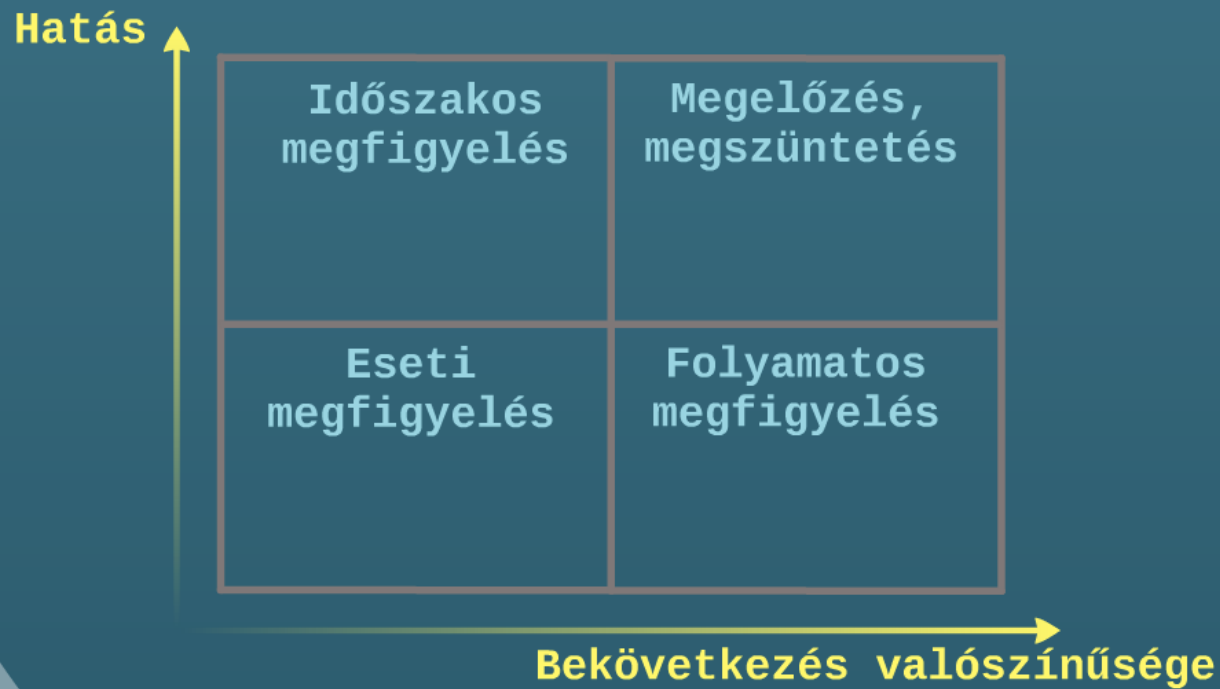 Hatás
Időszakos
megfigyelés
Megelőzés,
megszüntetés
Eseti
megfigyelés
Folyamatos
megfigyelés
Bekövetkezés valószínűsége